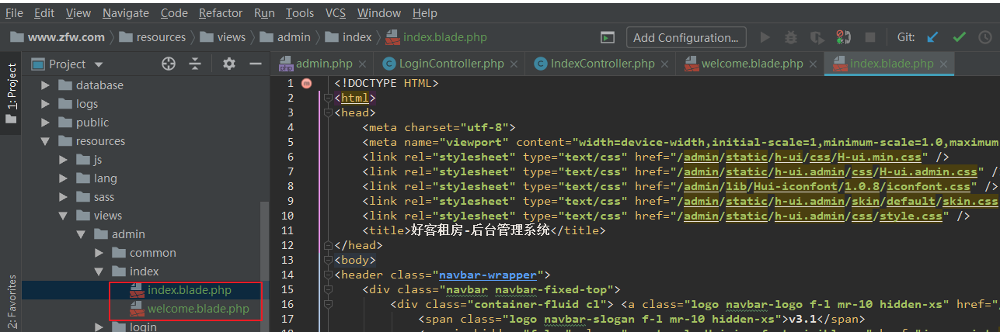 File Edit View Navigate Code Refactor Run Tools VCS Window Help
www.zfw.com resources views admin index index.blade.php Add Configuration... Git:
1: Project
2: Favorites
Project
database
logs
public
resources
js
lang
sass
views
admin
common
index
index.blade.php
welcome.blade.php
login
admin.php LoginController.php IndexController.php welcome.blade.php index.blade.php
1 <!DOCTYPE HTML>
2 <html>
3 <head>
4 <meta charset="utf-8">
5 <meta name="viewport" content="width=device-width,initial-scale=1,minimum-scale=1.0,maximum
6 <link rel="stylesheet" type="text/css" href="/admin/static/h-ui/css/H-ui.min.css" />
7 <link rel="stylesheet" type="text/css" href="/admin/static/h-ui.admin/css/H-ui.admin.css" /
8 <link rel="stylesheet" type="text/css" href="/admin/lib/Hui-iconfont/1.0.8/iconfont.css" />
9 <link rel="stylesheet" type="text/css" href="/admin/static/h-ui.admin/skin/default/skin.css
10 <link rel="stylesheet" type="text/css" href="/admin/static/h-ui.admin/css/style.css" />
11 <title>好客租房-后台管理系统</title>
12 </head>
13 <body>
14 <header class="navbar-wrapper">
15 <div class="navbar navbar-fixed-top">
16 <div class="container-fluid cl"> <a class="logo navbar-logo f-l mr-10 hidden-xs" href="/
17 <span class="logo navbar-slogan f-l mr-10 hidden-xs">v3.1</span>